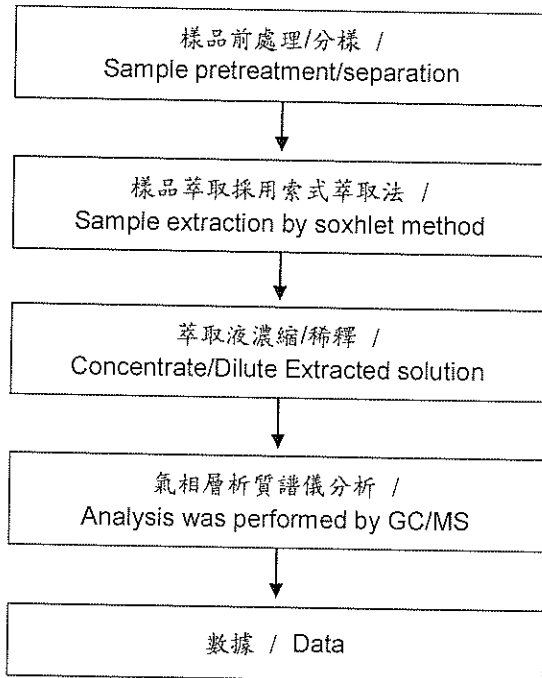 樣品前處理/分樣 /
Sample pretreatment/separation
樣品萃取採用索式萃取法 /
Sample extraction by soxhlet method
萃取液濃縮/稀釋 /
Concentrate/Dilute Extracted solution
氣相層析質譜儀分析 /
Analysis was performed by GC/MS
數據 / Data